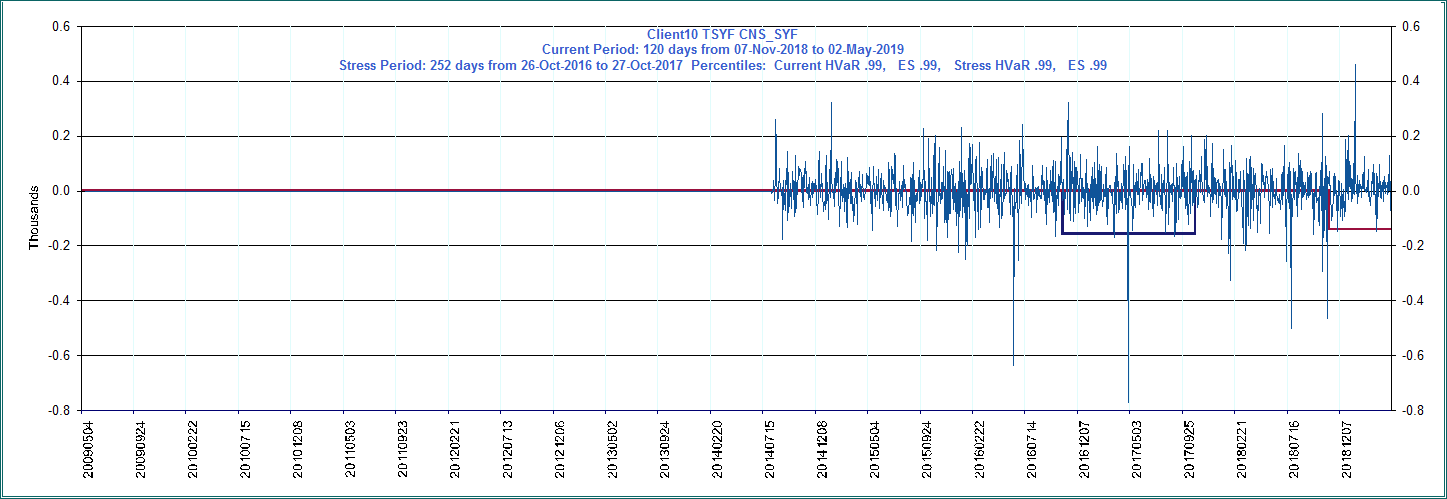 Client10 TSYF CNS_SYF
Current Period: 120 days from 07-Nov-2018 to 02-May-2019
Stress Period: 252 days from 26-Oct-2016 to 27-Oct-2017  Percentiles:  Current HVaR .99,   ES .99,   Stress HVaR .99,   ES .99
0.6 0.6
0.4 0.4
0.2 0.2
0.0 0.0
-0.2 -0.2
-0.4 -0.4
-0.6 -0.6
-0.8 -0.8
Thousands
20090504 20090924 20100222 20100715 20101208 20110503 20110923 20120221 20120713 20121206 20130502 20130924 20140220 20140715 20141208 20150504 20150924 20160222 20160714 20161207 20170503 20170925 20180221 20180716 20181207